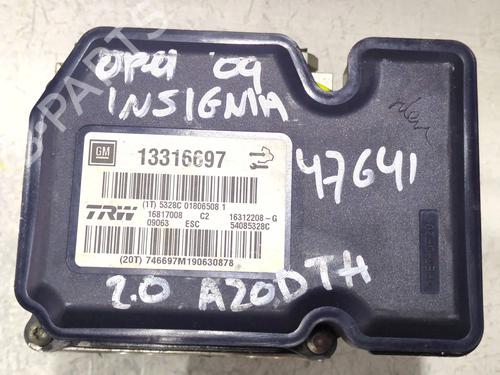 OPEL '09
INSIGNIA
GM
13316697
47641
(1T) 5328C 01806508 1
TRW
16817008 C2 16312208-G
09063 ESC 54085328C
(20T) 746697M190630878
2.0 A20DTH